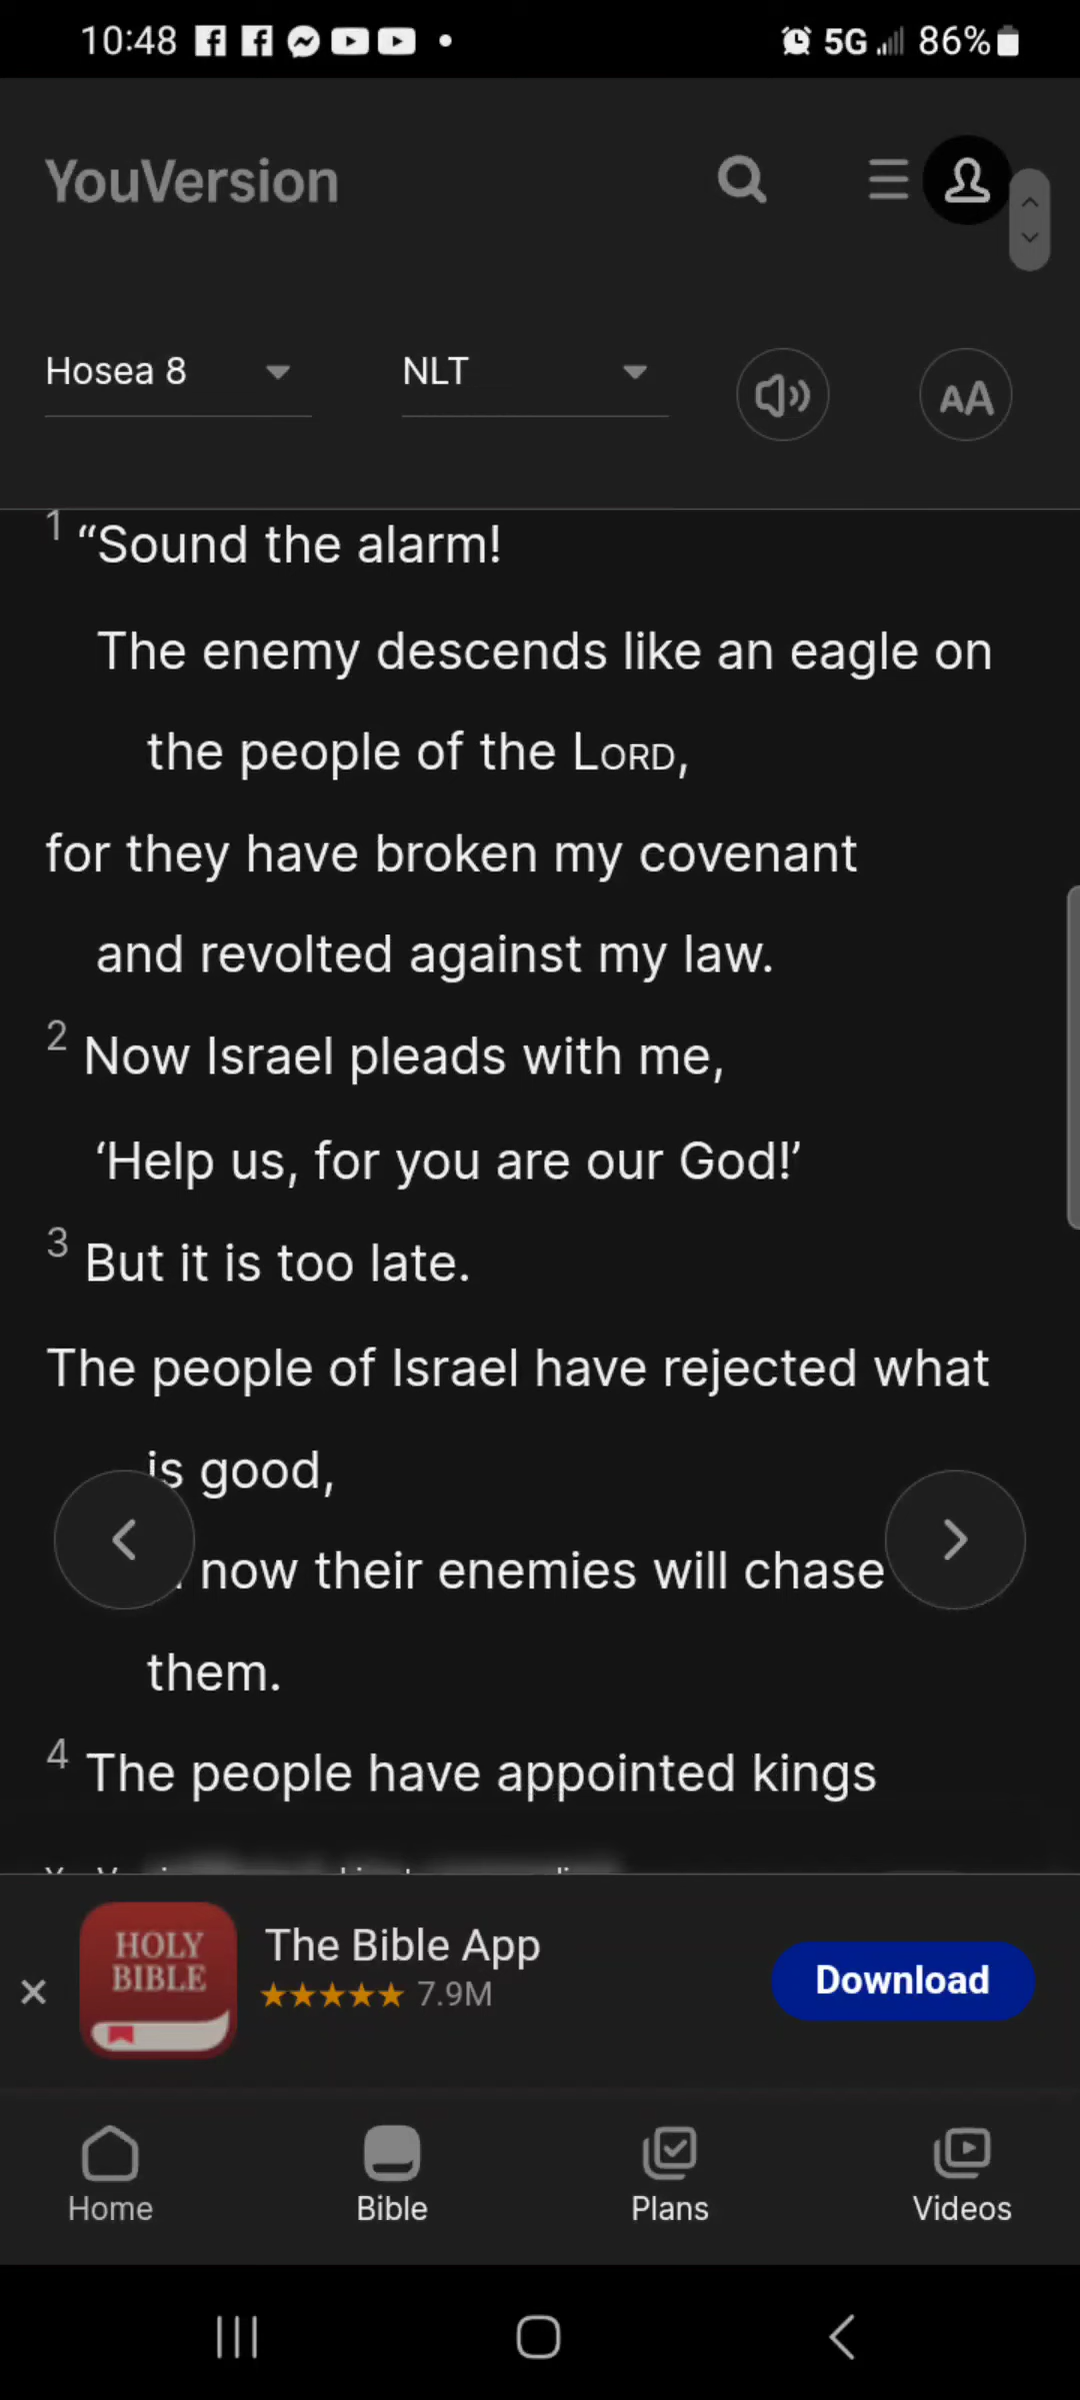 10:48 5G 86%
YouVersion
Hosea 8 NLT AA
1 “Sound the alarm!
The enemy descends like an eagle on
the people of the LORD,
for they have broken my covenant
and revolted against my law.
2 Now Israel pleads with me,
‘Help us, for you are our God!’
3 But it is too late.
The people of Israel have rejected what
is good,
now their enemies will chase
them.
4 The people have appointed kings
HOLY
BIBLE
The Bible App
7.9M
Download
Home Bible Plans Videos